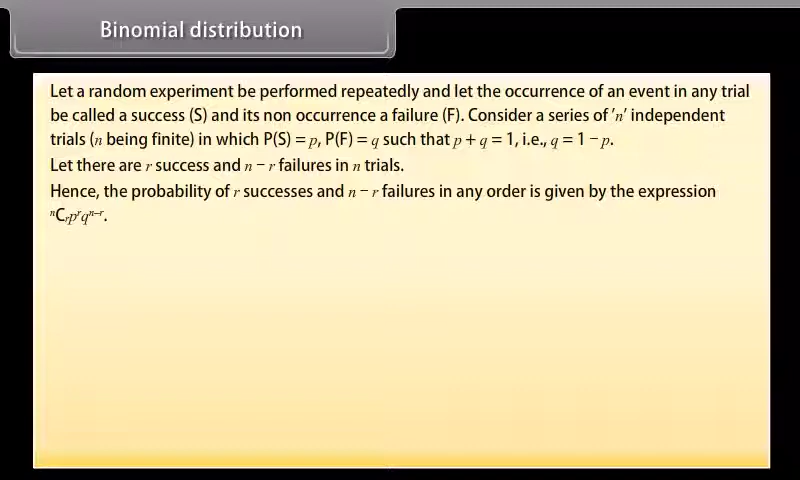 Binomial distribution
Let a random experiment be performed repeatedly and let the occurrence of an event in any trial
be called a success (S) and its non occurrence a failure (F). Consider a series of 'n' independent
trials (n being finite) in which P(S) = p, P(F) = q such that p + q = 1, i.e., q = 1 − p.
Let there are r success and n − r failures in n trials.
Hence, the probability of r successes and n − r failures in any order is given by the expression
ⁿCᵣpʳqⁿ⁻ʳ.